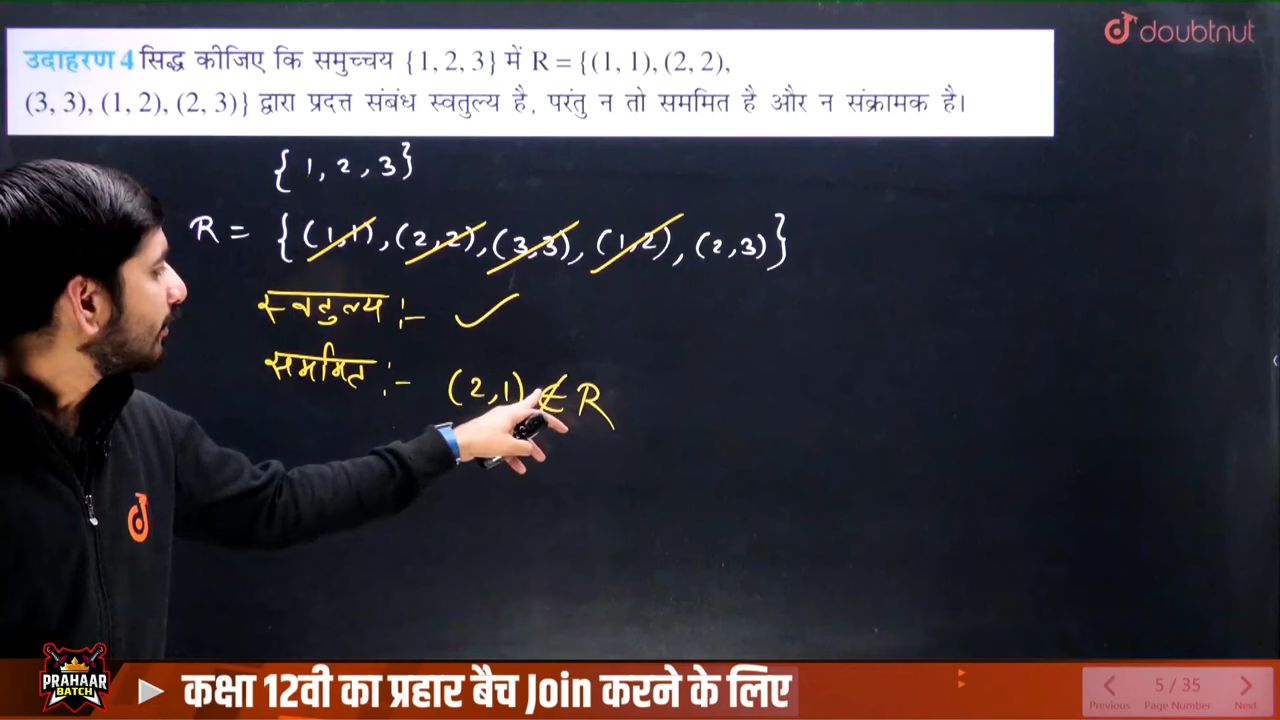 doubtnut
उदाहरण 4 सिद्ध कीजिए कि समुच्चय {1, 2, 3} में R = {(1, 1), (2, 2),
(3, 3), (1, 2), (2, 3)} द्वारा प्रदत्त संबंध स्वतुल्य है, परंतु न तो सममित है और न संक्रामक है।
{1, 2, 3}
R = {(1,1), (2,2), (3,3), (1,2), (2,3)}
स्वतुल्य :- ✓
सममित :- (2,1) ∉ R
PRAHAAR
BATCH
कक्षा 12वी का प्रहार बैच Join करने के लिए
5 / 35
Previous Page Number Next